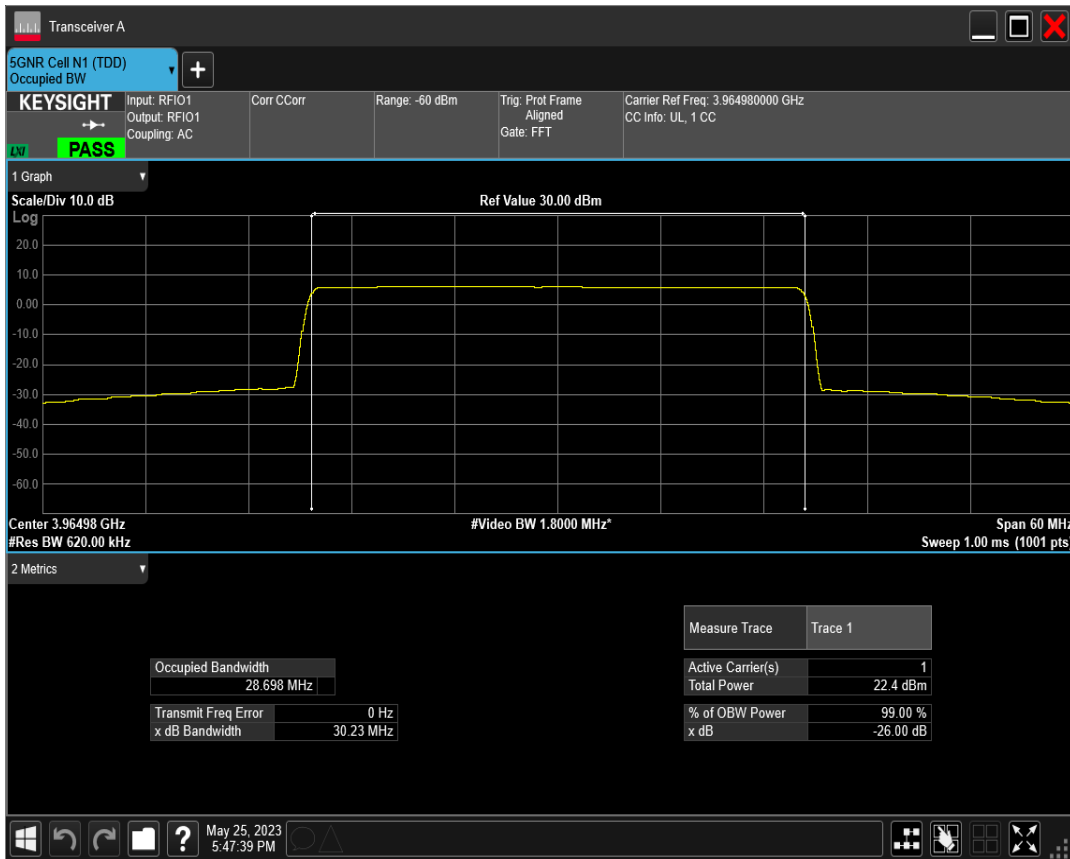 Transceiver A
5GNR Cell N1 (TDD)
Occupied BW
+
KEYSIGHT
LXI
PASS
Input: RFIO1
Output: RFIO1
Coupling: AC
Corr CCorr
Range: -60 dBm
Trig: Prot Frame
Aligned
Gate: FFT
Carrier Ref Freq: 3.964980000 GHz
CC Info: UL, 1 CC
1 Graph
Scale/Div 10.0 dB
Ref Value 30.00 dBm
Log
20.0
10.0
0.00
-10.0
-20.0
-30.0
-40.0
-50.0
-60.0
Center 3.96498 GHz
#Video BW 1.8000 MHz*
Span 60 MHz
#Res BW 620.00 kHz
Sweep 1.00 ms (1001 pts)
2 Metrics
Measure Trace Trace 1
Occupied Bandwidth
28.698 MHz
Active Carrier(s) 1
Total Power 22.4 dBm
Transmit Freq Error 0 Hz
x dB Bandwidth 30.23 MHz
% of OBW Power 99.00 %
x dB -26.00 dB
?
May 25, 2023
5:47:39 PM